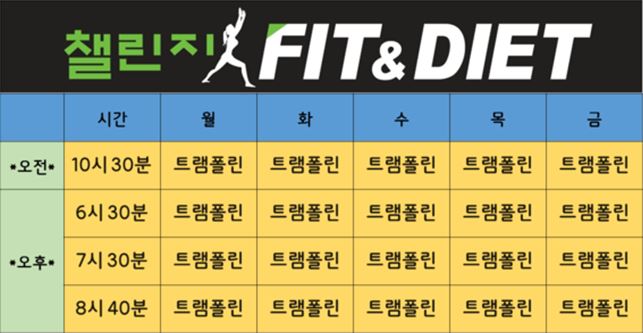 챌린지 FIT & DIET
시간 월 화 수 목 금
*오전* 10시 30분 트램폴린 트램폴린 트램폴린 트램폴린 트램폴린
6시 30분 트램폴린 트램폴린 트램폴린 트램폴린 트램폴린
*오후* 7시 30분 트램폴린 트램폴린 트램폴린 트램폴린 트램폴린
8시 40분 트램폴린 트램폴린 트램폴린 트램폴린 트램폴린